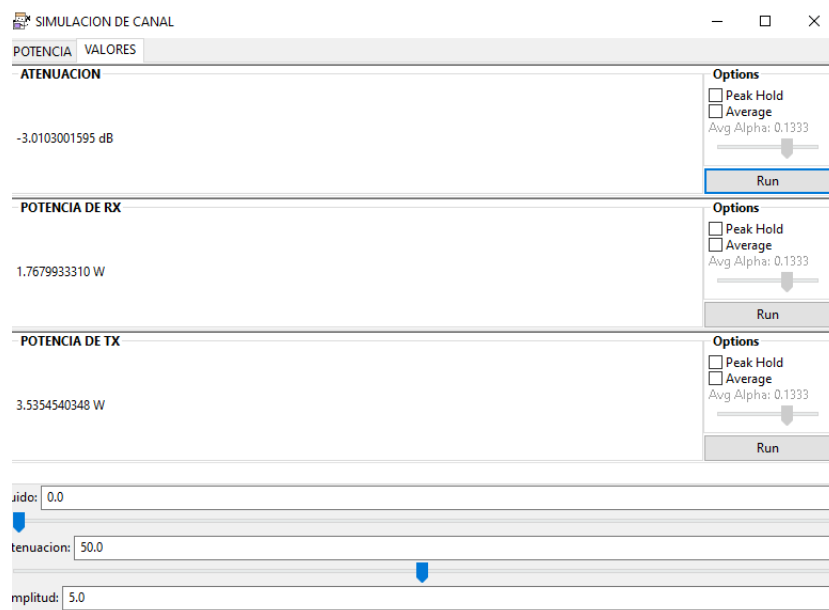 SIMULACION DE CANAL
POTENCIA VALORES
ATENUACION
Options
Peak Hold
Average
Avg Alpha: 0.1333
-3.0103001595 dB
Run
POTENCIA DE RX
Options
Peak Hold
Average
Avg Alpha: 0.1333
1.7679933310 W
Run
POTENCIA DE TX
Options
Peak Hold
Average
Avg Alpha: 0.1333
3.5354540348 W
Run
uido: 0.0
tenuacion: 50.0
mplitud: 5.0